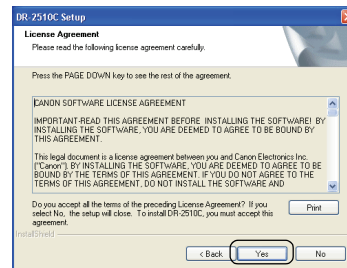 DR-2510C Setup
License Agreement
Please read the following license agreement carefully.
Press the PAGE DOWN key to see the rest of the agreement.
CANON SOFTWARE LICENSE AGREEMENT
IMPORTANT-READ THIS AGREEMENT BEFORE INSTALLING THE SOFTWARE! BY
INSTALLING THE SOFTWARE, YOU ARE DEEMED TO AGREE TO BE BOUND BY
THIS AGREEMENT.
This legal document is a license agreement between you and Canon Electronics Inc.
("Canon"). BY INSTALLING THE SOFTWARE, YOU ARE DEEMED TO AGREE TO BE
BOUND BY THE TERMS OF THIS AGREEMENT. IF YOU DO NOT AGREE TO THE
TERMS OF THIS AGREEMENT, DO NOT INSTALL THE SOFTWARE AND
Do you accept all the terms of the preceding License Agreement? If you
select No, the setup will close. To install DR-2510C, you must accept this
agreement.
Print
InstallShield
< Back
Yes
No